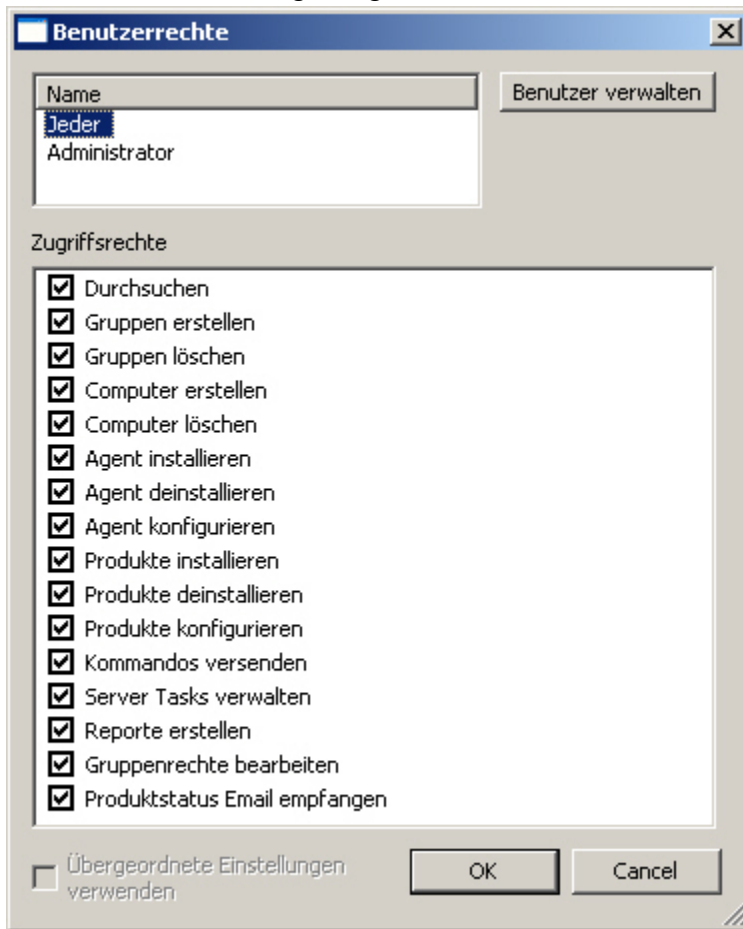 Benutzerrechte
Name
Benutzer verwalten
Jeder
Administrator
Zugriffsrechte
Durchsuchen
Gruppen erstellen
Gruppen löschen
Computer erstellen
Computer löschen
Agent installieren
Agent deinstallieren
Agent konfigurieren
Produkte installieren
Produkte deinstallieren
Produkte konfigurieren
Kommandos versenden
Server Tasks verwalten
Reporte erstellen
Gruppenrechte bearbeiten
Produktstatus Email empfangen
Übergeordnete Einstellungen
verwenden
OK
Cancel